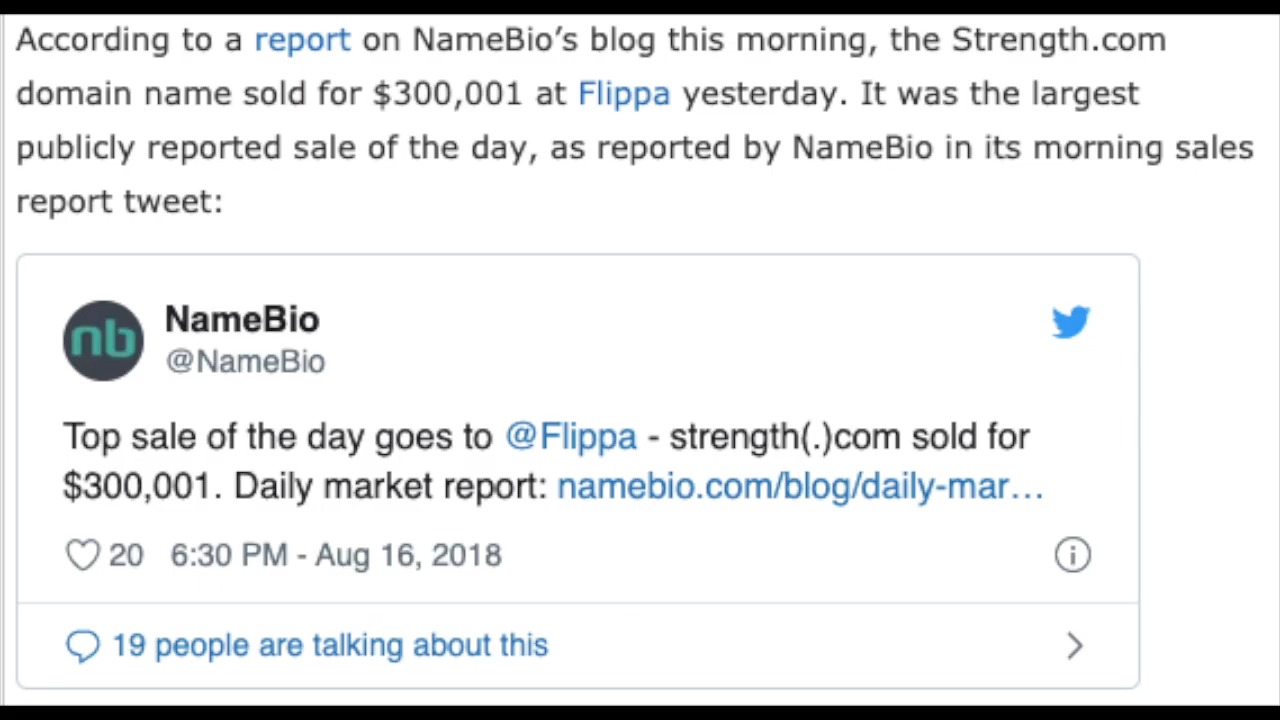 According to a report on NameBio’s blog this morning, the Strength.com
domain name sold for $300,001 at Flippa yesterday. It was the largest
publicly reported sale of the day, as reported by NameBio in its morning sales
report tweet:
nb
NameBio
@NameBio
Top sale of the day goes to @Flippa - strength(.)com sold for
$300,001. Daily market report: namebio.com/blog/daily-mar…
20 6:30 PM - Aug 16, 2018
19 people are talking about this